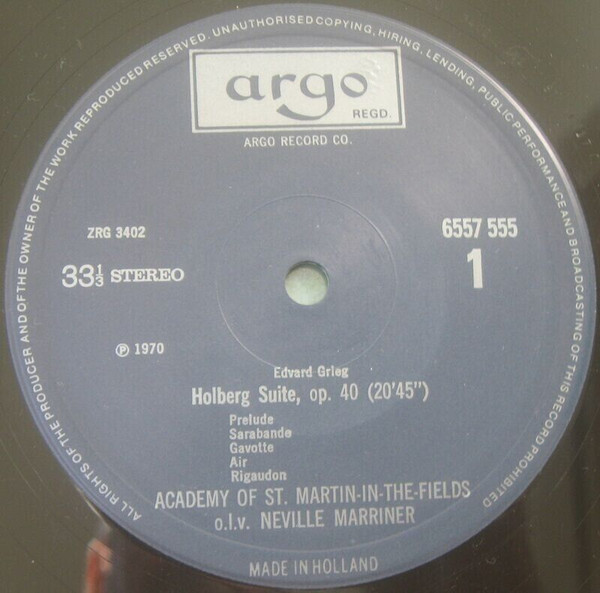 ALL RIGHTS OF THE PRODUCER AND OF THE OWNER OF THE WORK REPRODUCED RESERVED. UNAUTHORISED COPYING, HIRING, LENDING, PUBLIC PERFORMANCE AND BROADCASTING OF THIS RECORD PROHIBITED
argo
REGD.
ARGO RECORD CO.
ZRG 3402
6557 555
33⅓ STEREO
1
℗ 1970
Edvard Grieg
Holberg Suite, op. 40 (20'45")
Prelude
Sarabande
Gavotte
Air
Rigaudon
ACADEMY OF ST. MARTIN-IN-THE-FIELDS
o.l.v. NEVILLE MARRINER
MADE IN HOLLAND